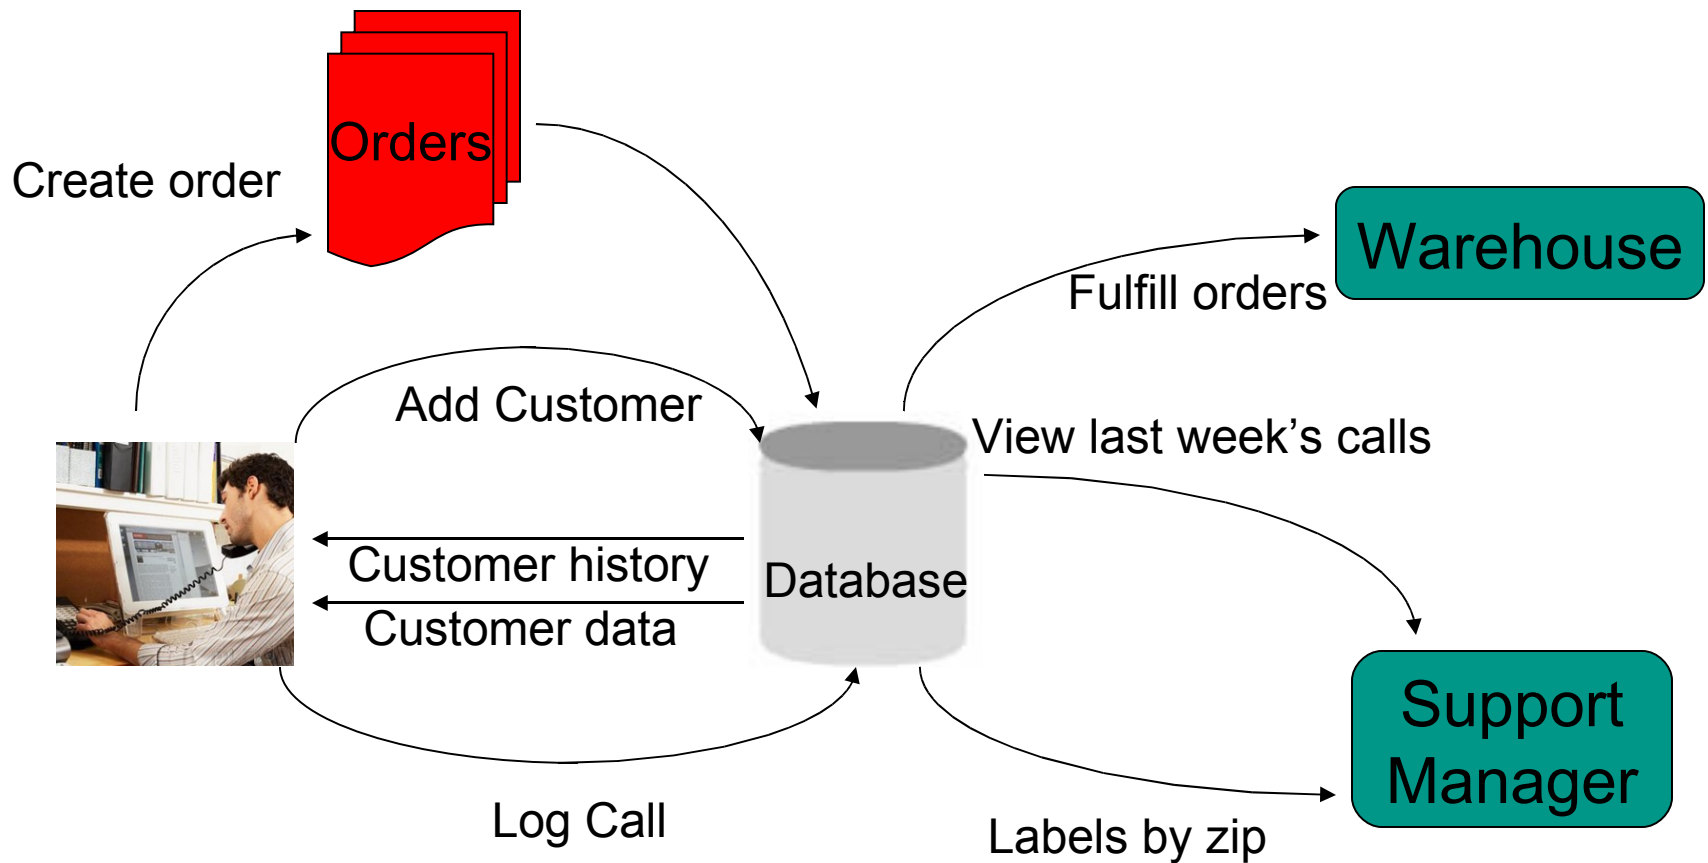 Orders
Create order
Warehouse
Fulfill orders
Add Customer
View last week’s calls
Customer history
Database
Customer data
Support
Manager
Log Call
Labels by zip